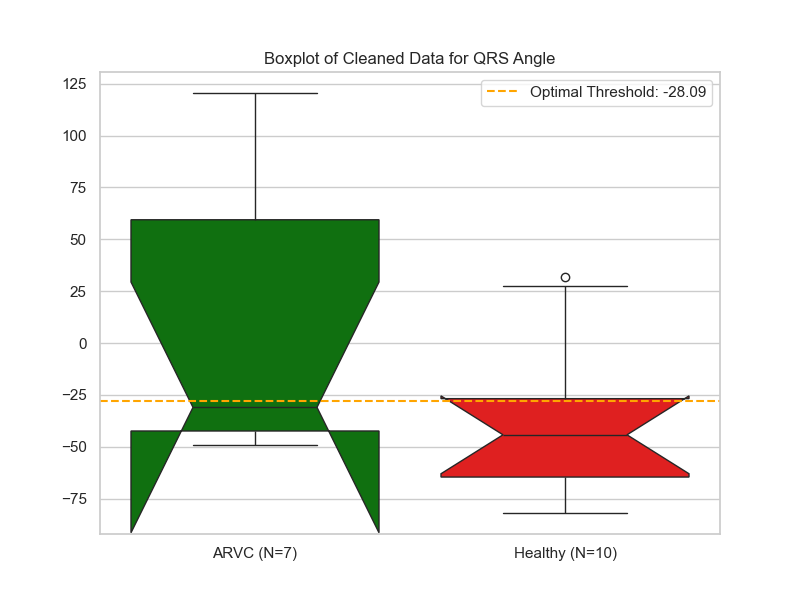 Boxplot of Cleaned Data for QRS Angle
Optimal Threshold: -28.09
125
100
75
50
25
0
−25
−50
−75
ARVC (N=7)
Healthy (N=10)